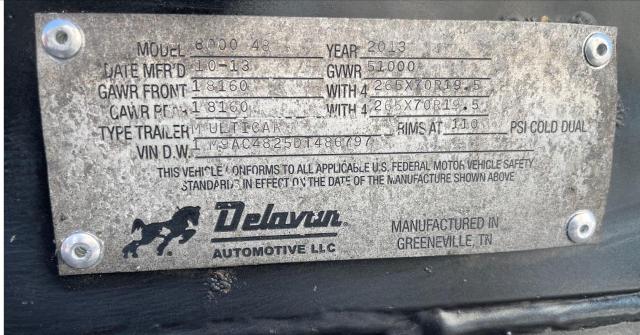 MODEL 8000 48 YEAR 2013
DATE MFR'D 10-13 GVWR 51000
GAWR FRONT 18160 WITH 4 265X70R19.5
GAWR REAR 18160 WITH 4 265X70R19.5
TYPE TRAILER MULTICAR RIMS AT 110 PSI COLD DUAL
VIN D.W.
THIS VEHICLE CONFORMS TO ALL APPLICABLE U.S. FEDERAL MOTOR VEHICLE SAFETY
STANDARDS IN EFFECT ON THE DATE OF THE MANUFACTURE SHOWN ABOVE
Delavan
AUTOMOTIVE LLC
MANUFACTURED IN
GREENEVILLE, TN